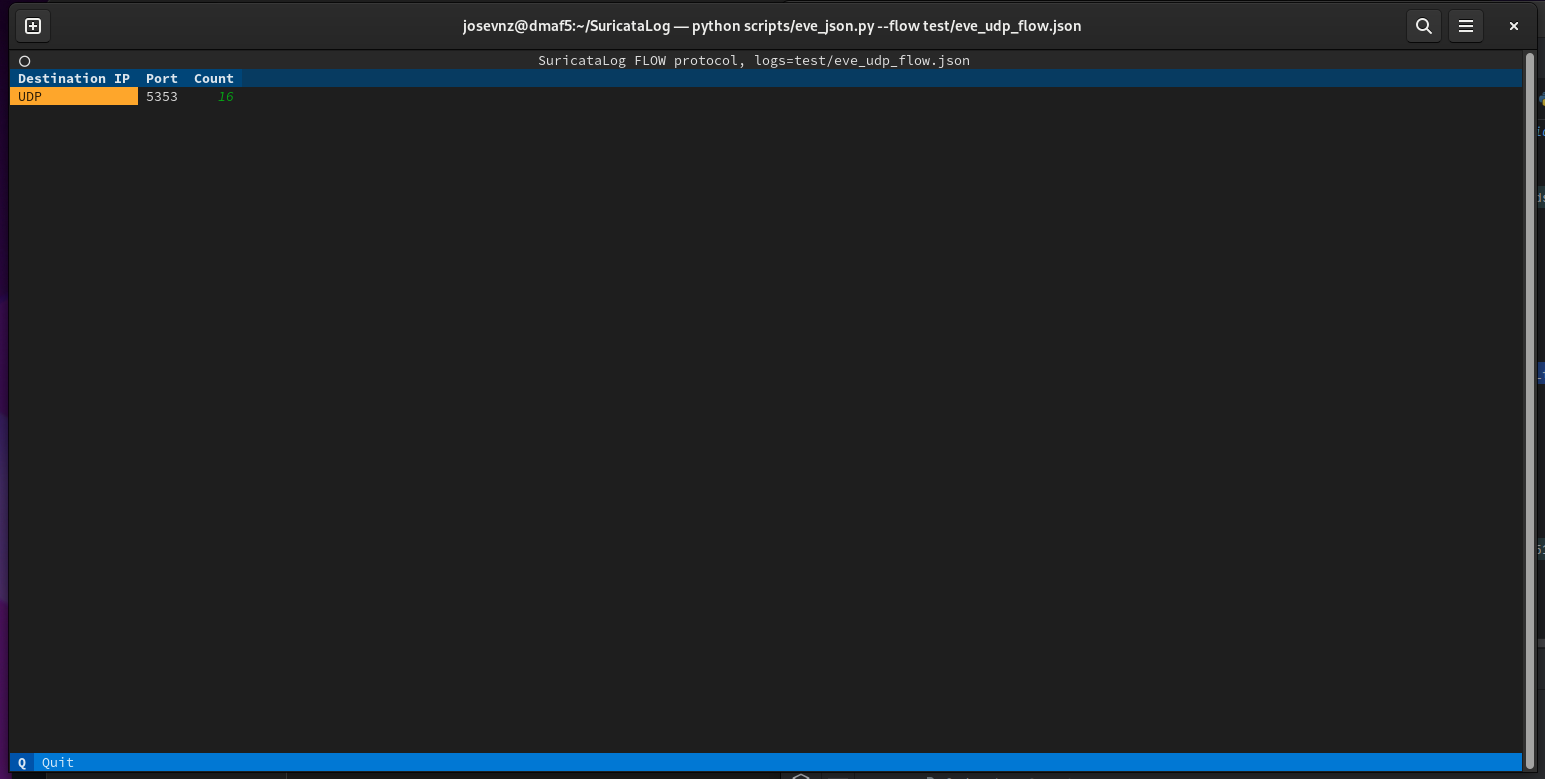 josevnz@dmaf5:~/SuricataLog — python scripts/eve_json.py --flow test/eve_udp_flow.json
SuricataLog FLOW protocol, logs=test/eve_udp_flow.json
Destination IP Port Count
UDP 5353 16
Q Quit